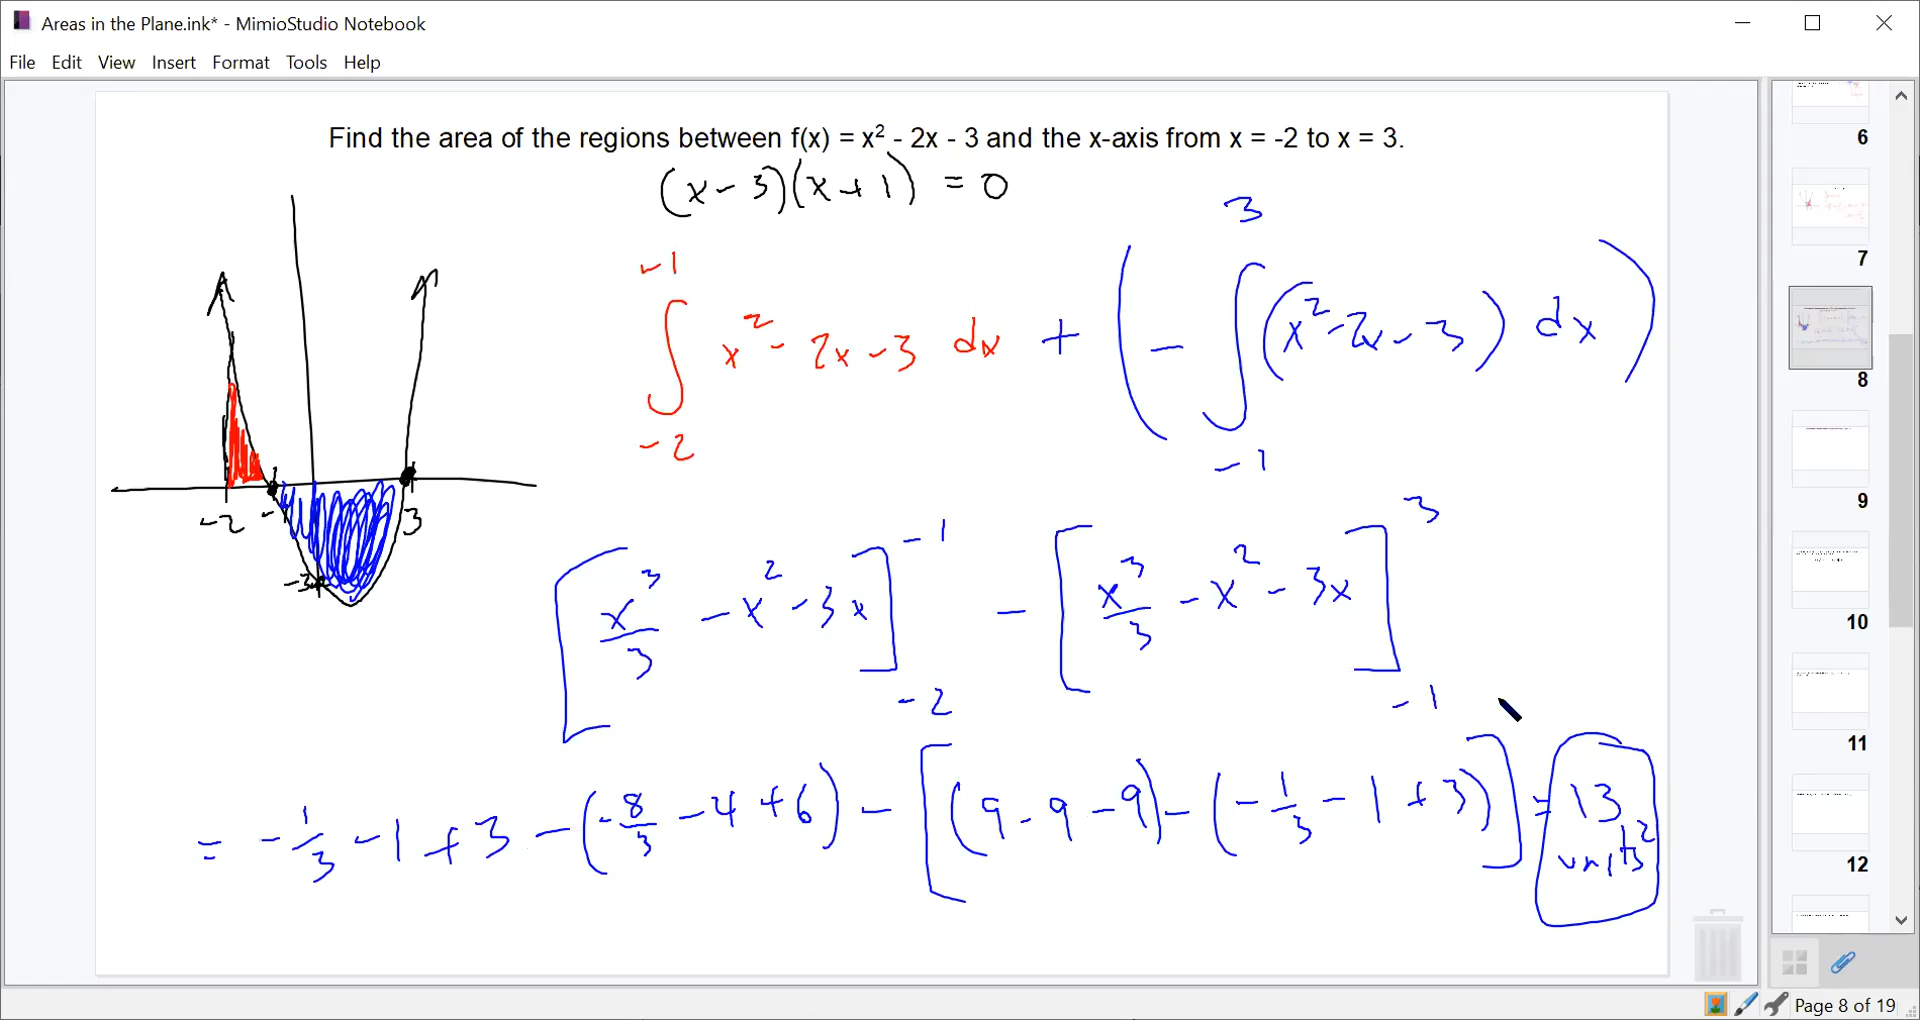 Areas in the Plane.ink* - MimioStudio Notebook
File Edit View Insert Format Tools Help
Find the area of the regions between f(x) = x² - 2x - 3 and the x-axis from x = -2 to x = 3.
(x - 3)(x + 1) = 0
∫_{-2}^{-1} x² - 2x - 3 dx + ( - ∫_{-1}^{3} (x² - 2x - 3) dx )
-2 -1 3
-3
[x³/3 - x² - 3x]_{-2}^{-1} - [x³/3 - x² - 3x]_{-1}^{3}
= -1/3 - 1 + 3 - (-8/3 - 4 + 6) - [(9 - 9 - 9) - (-1/3 - 1 + 3)] = 13 units²
6
7
8
9
10
11
12
Page 8 of 19